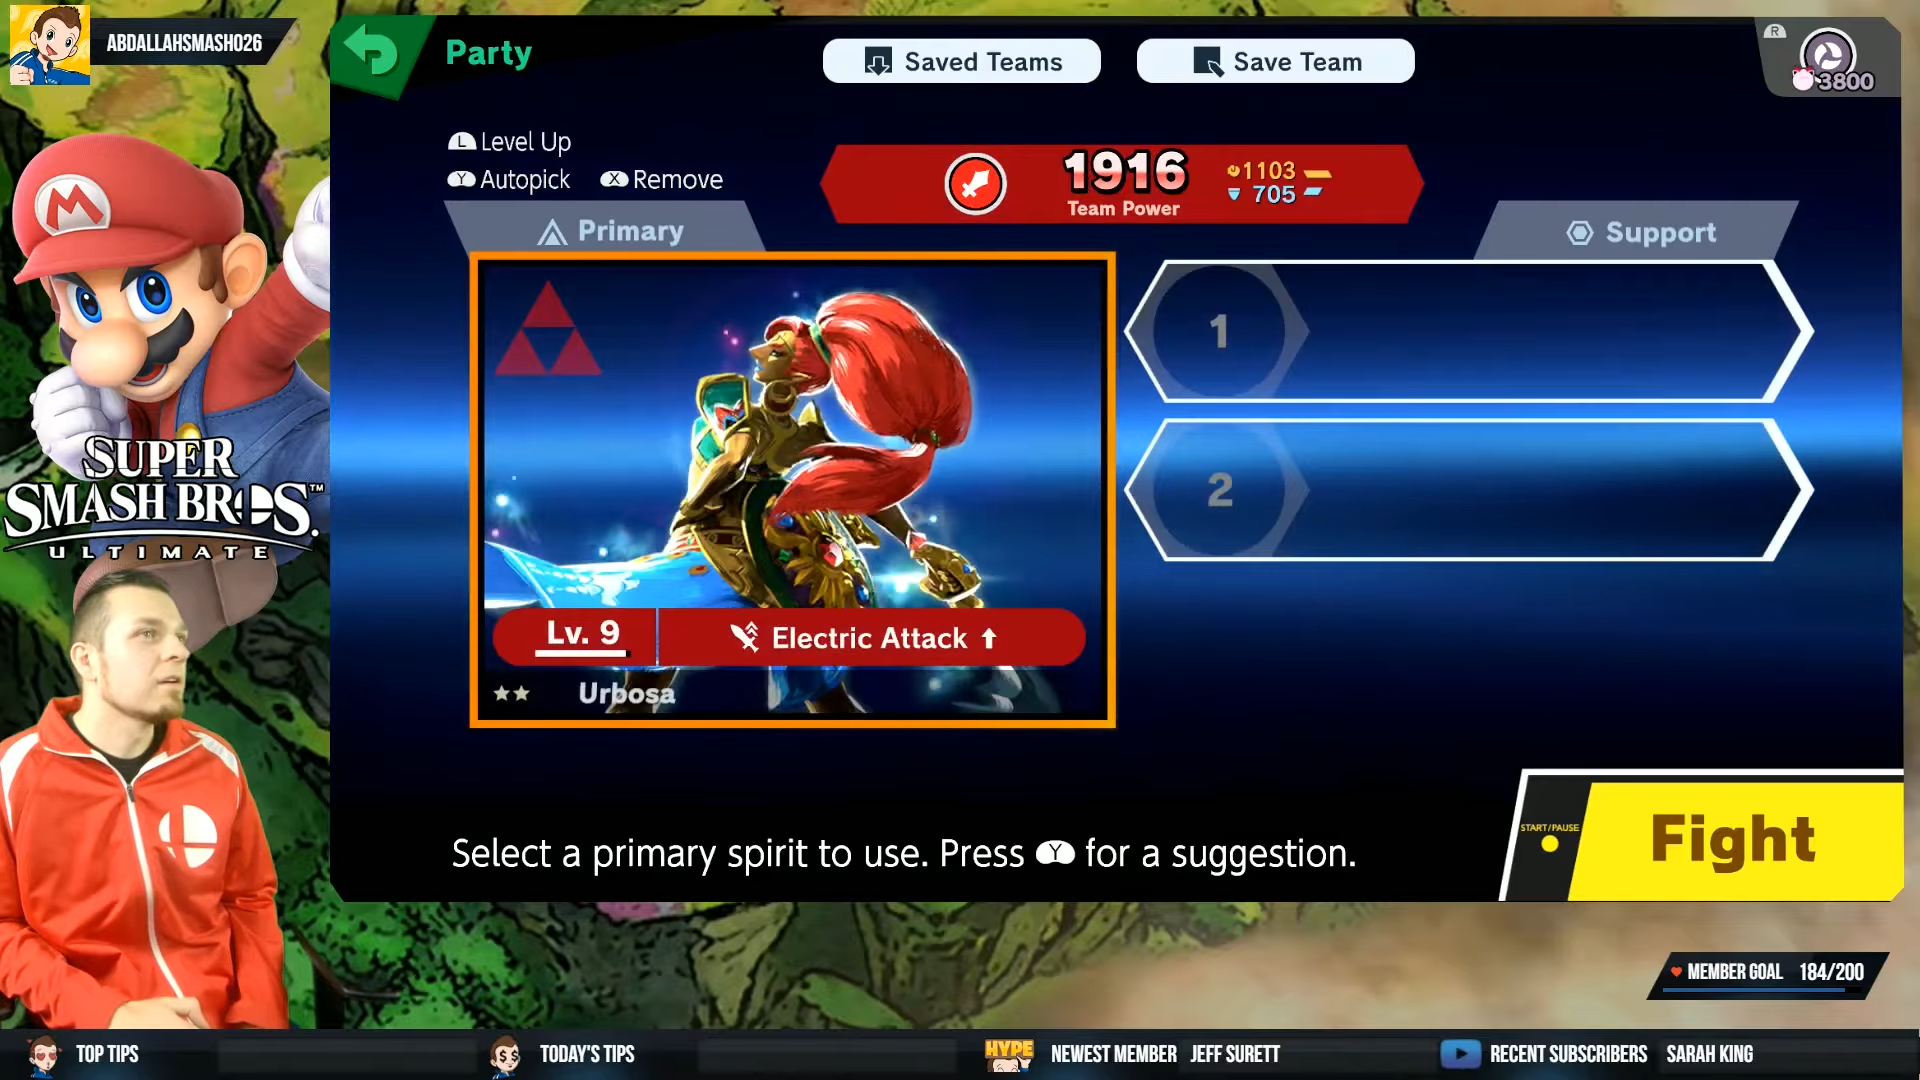 ABDALLAHSMASH026
Party
Saved Teams
Save Team
R
3800
L Level Up
Y Autopick X Remove
1916
Team Power
1103
705
Primary
Support
1
2
Lv. 9
Electric Attack
Urbosa
M
SUPER
SMASH BROS.™
ULTIMATE
Select a primary spirit to use. Press Y for a suggestion.
START/PAUSE
Fight
MEMBER GOAL 184/200
TOP TIPS
TODAY'S TIPS
HYPE
NEWEST MEMBER JEFF SURETT
RECENT SUBSCRIBERS SARAH KING